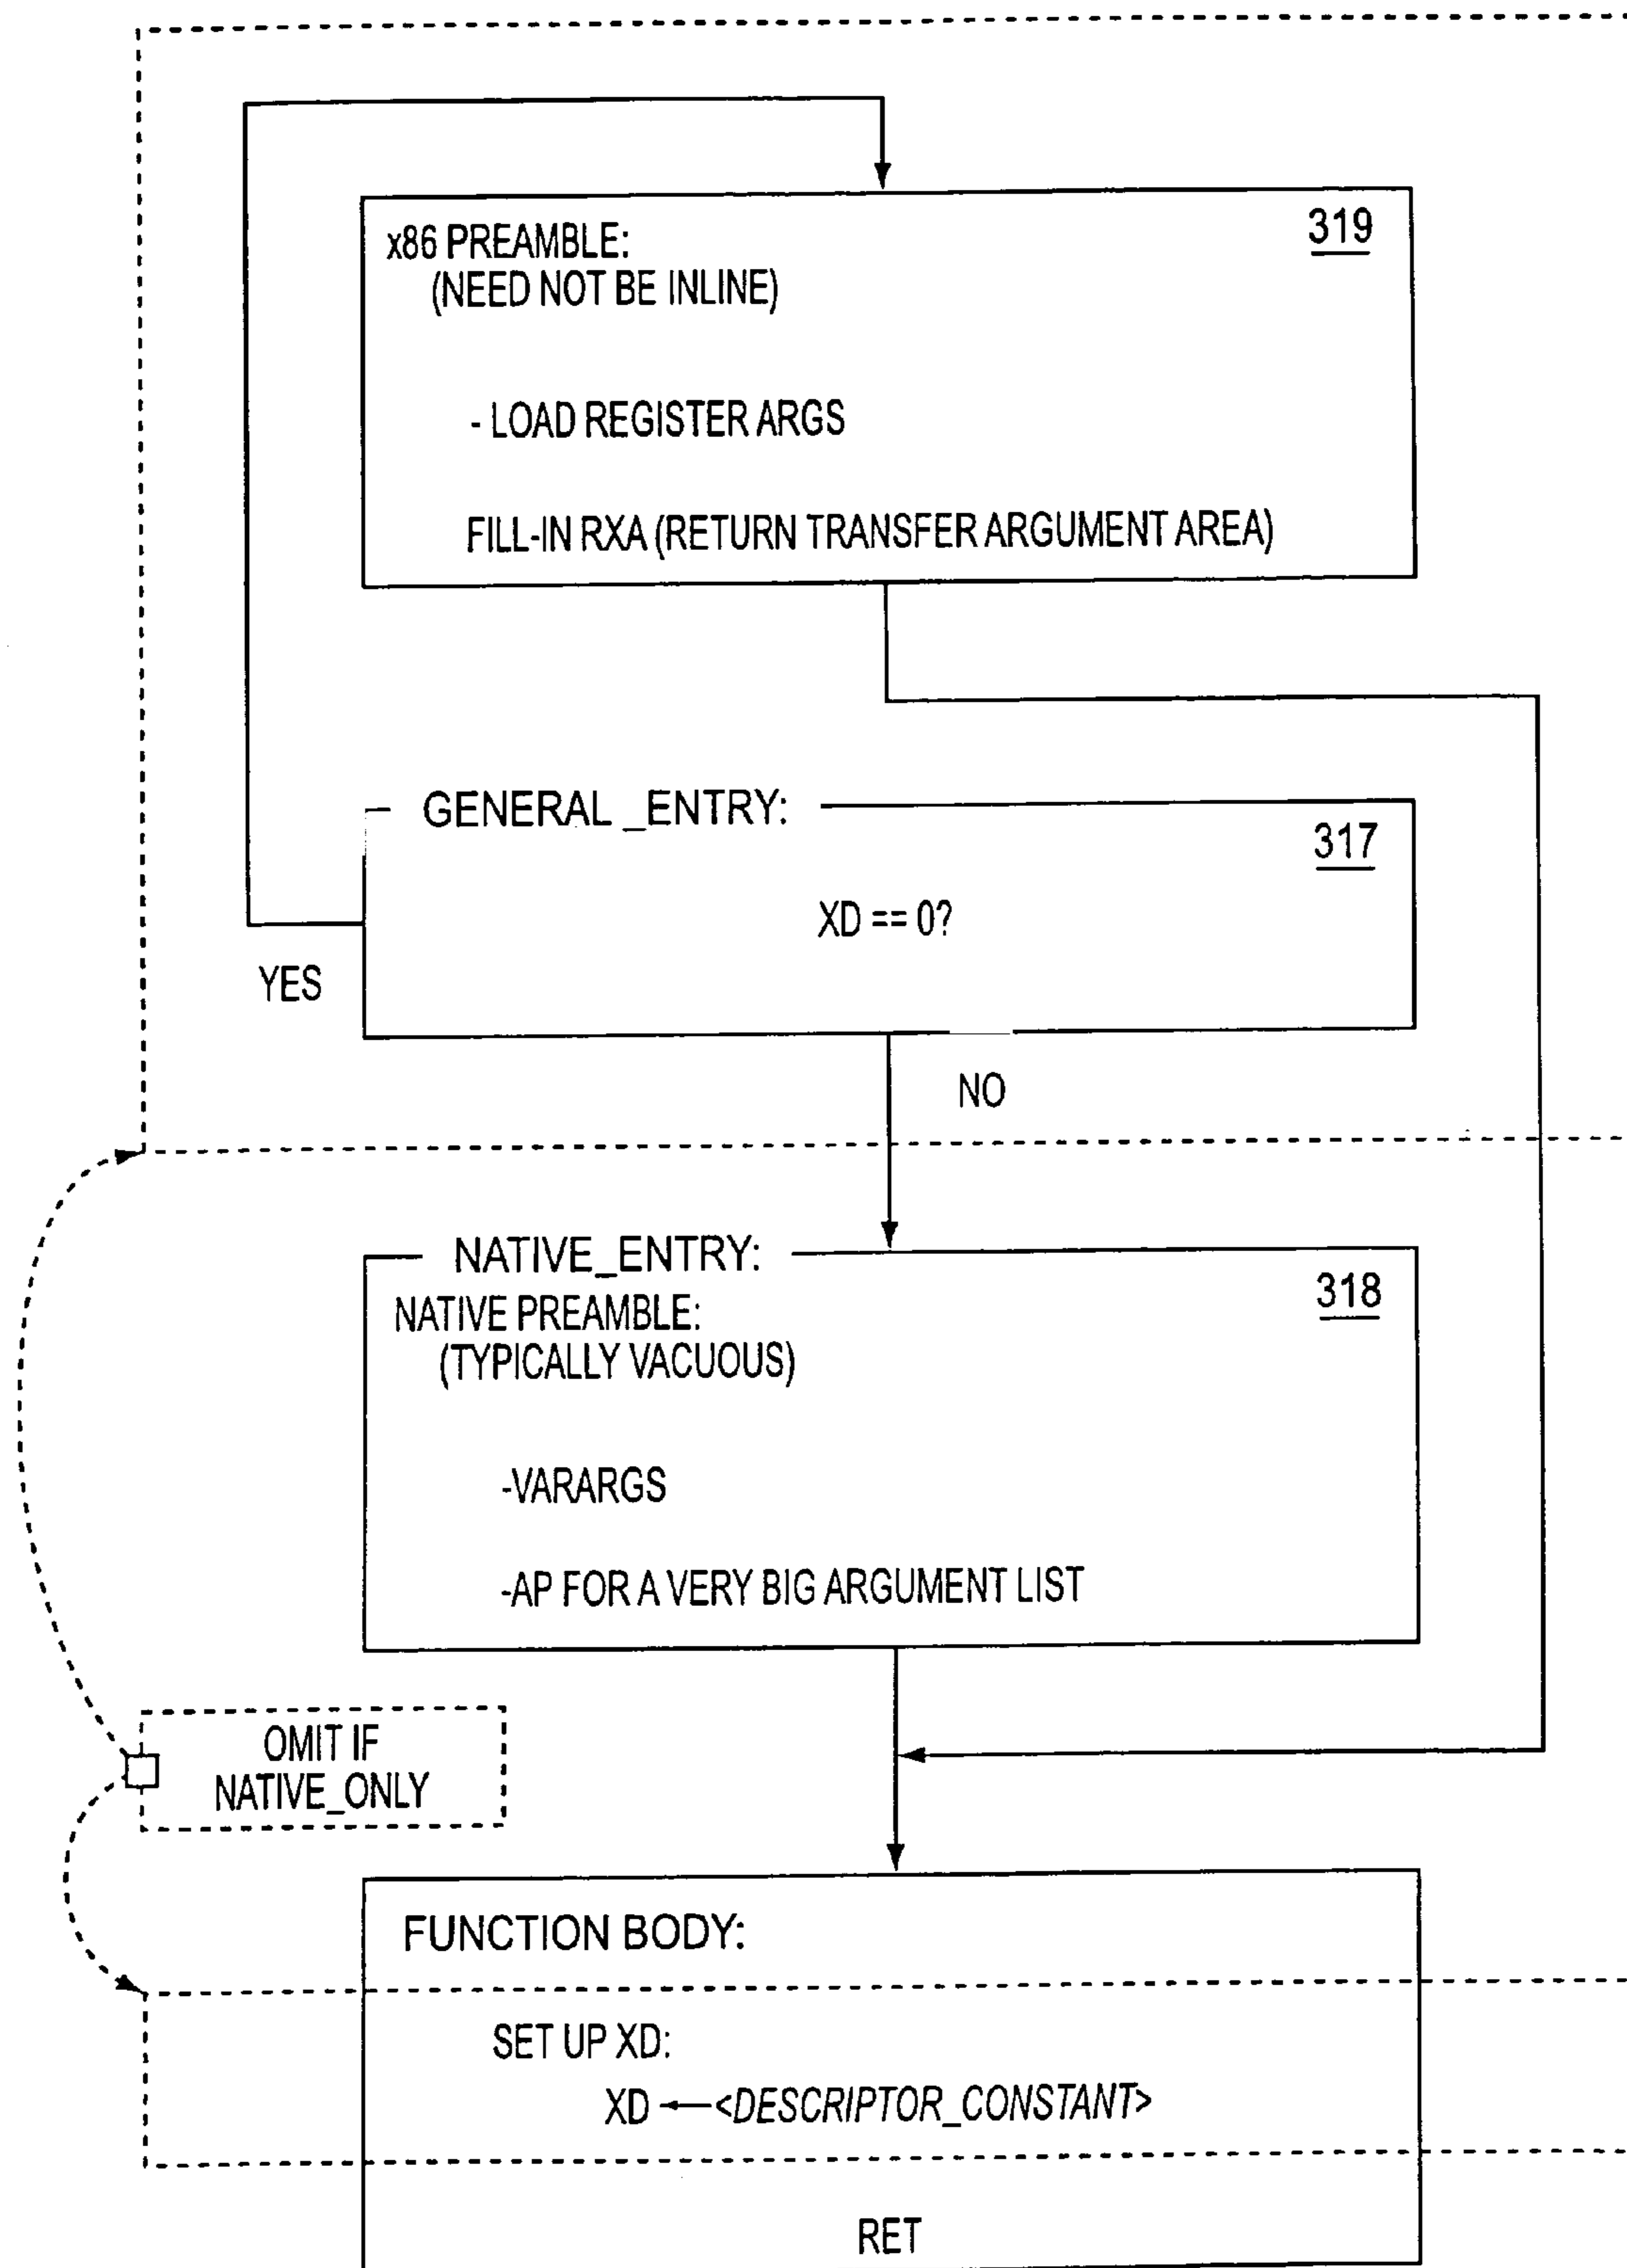 x86 PREAMBLE:
319
(NEED NOT BE INLINE)
- LOAD REGISTER ARGS
FILL-IN RXA (RETURN TRANSFER ARGUMENT AREA)
GENERAL _ENTRY:
317
XD == 0?
YES
NO
NATIVE_ENTRY:
318
NATIVE PREAMBLE:
(TYPICALLY VACUOUS)
-VARARGS
-AP FOR A VERY BIG ARGUMENT LIST
OMIT IF
NATIVE_ONLY
FUNCTION BODY:
SET UP XD:
XD ←<DESCRIPTOR_CONSTANT>
RET